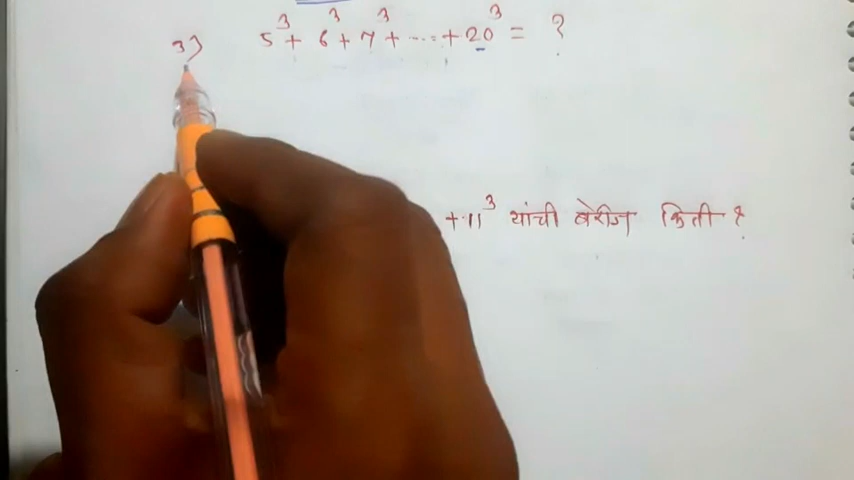 3) 5³ + 6³ + 7³ + ..... + 20³ = ?
+ 11³ यांची बेरीज किती ?